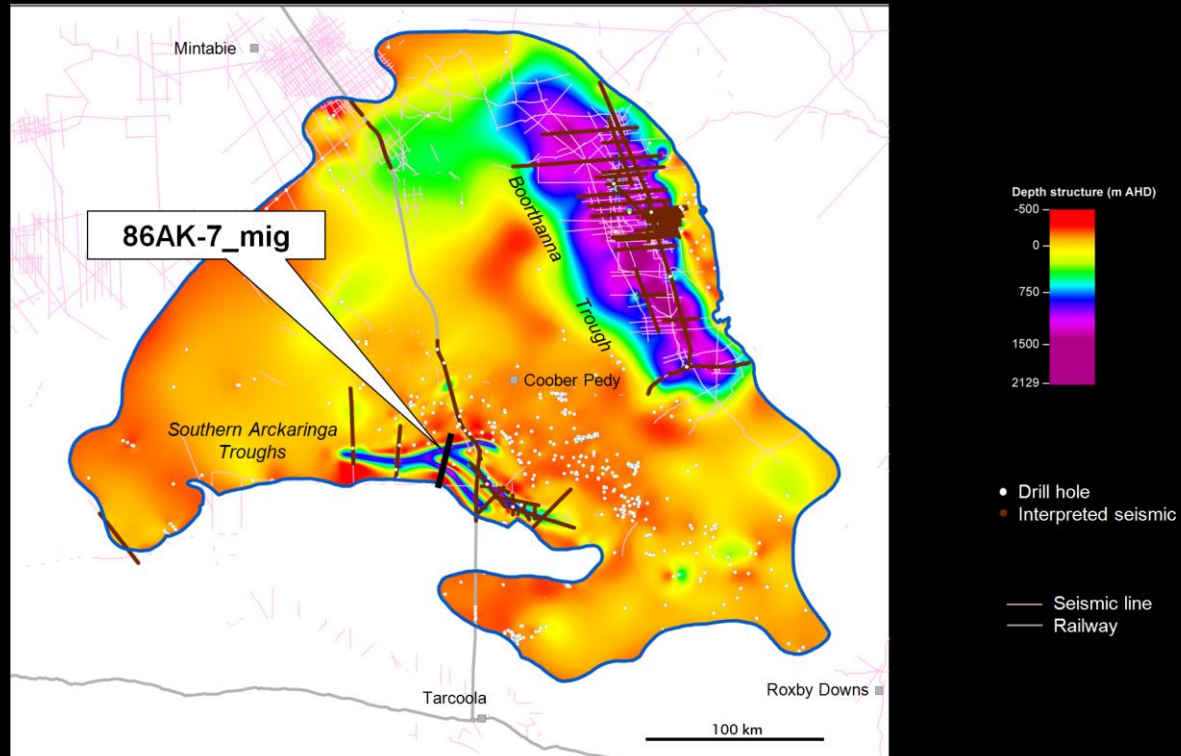 Mintabie
86AK-7_mig
Boorthanna
Trough
Coober Pedy
Southern Arckaringa
Troughs
Tarcoola
Roxby Downs
100 km
Depth structure (m AHD)
-500
0
750
1500
2129
Drill hole
Interpreted seismic
Seismic line
Railway